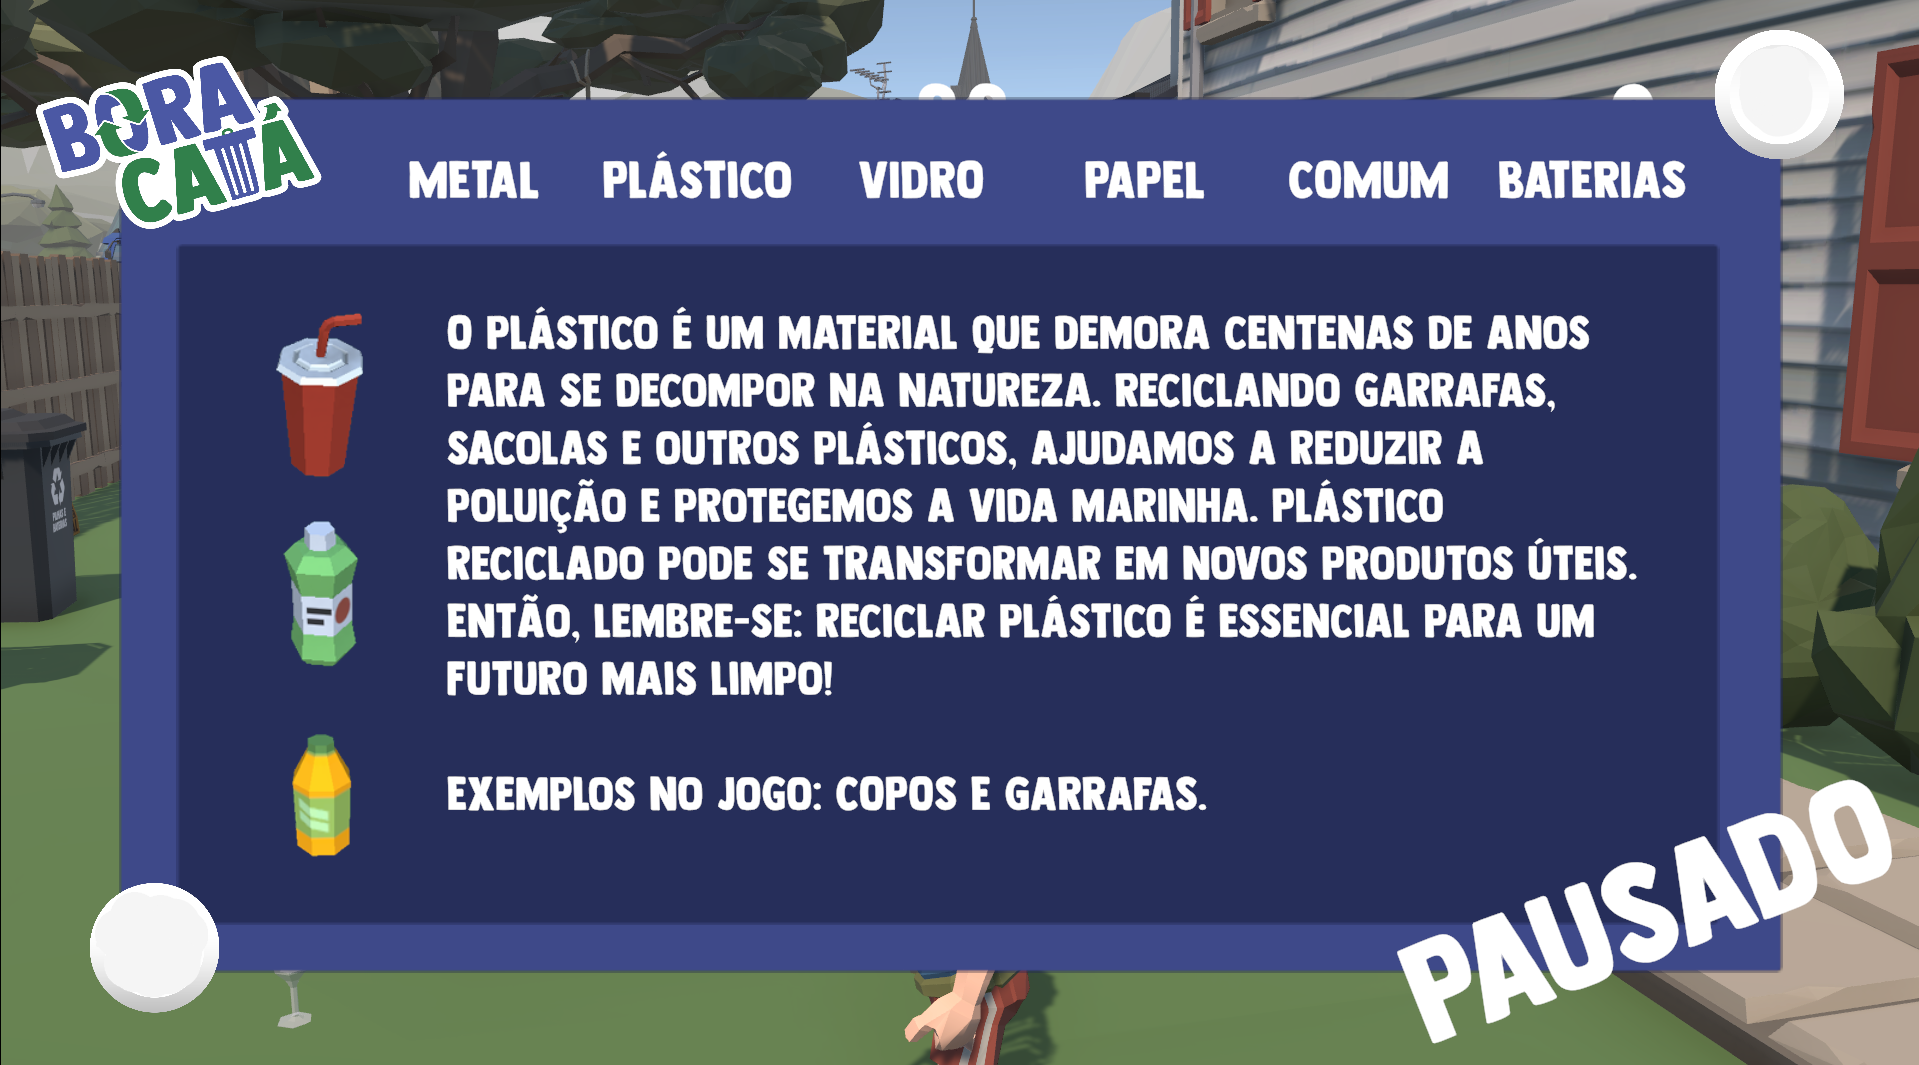 BORA
CATÁ
METAL PLÁSTICO VIDRO PAPEL COMUM BATERIAS
O PLÁSTICO É UM MATERIAL QUE DEMORA CENTENAS DE ANOS
PARA SE DECOMPOR NA NATUREZA. RECICLANDO GARRAFAS,
SACOLAS E OUTROS PLÁSTICOS, AJUDAMOS A REDUZIR A
POLUIÇÃO E PROTEGEMOS A VIDA MARINHA. PLÁSTICO
RECICLADO PODE SE TRANSFORMAR EM NOVOS PRODUTOS ÚTEIS.
ENTÃO, LEMBRE-SE: RECICLAR PLÁSTICO É ESSENCIAL PARA UM
FUTURO MAIS LIMPO!
EXEMPLOS NO JOGO: COPOS E GARRAFAS.
PAUSADO